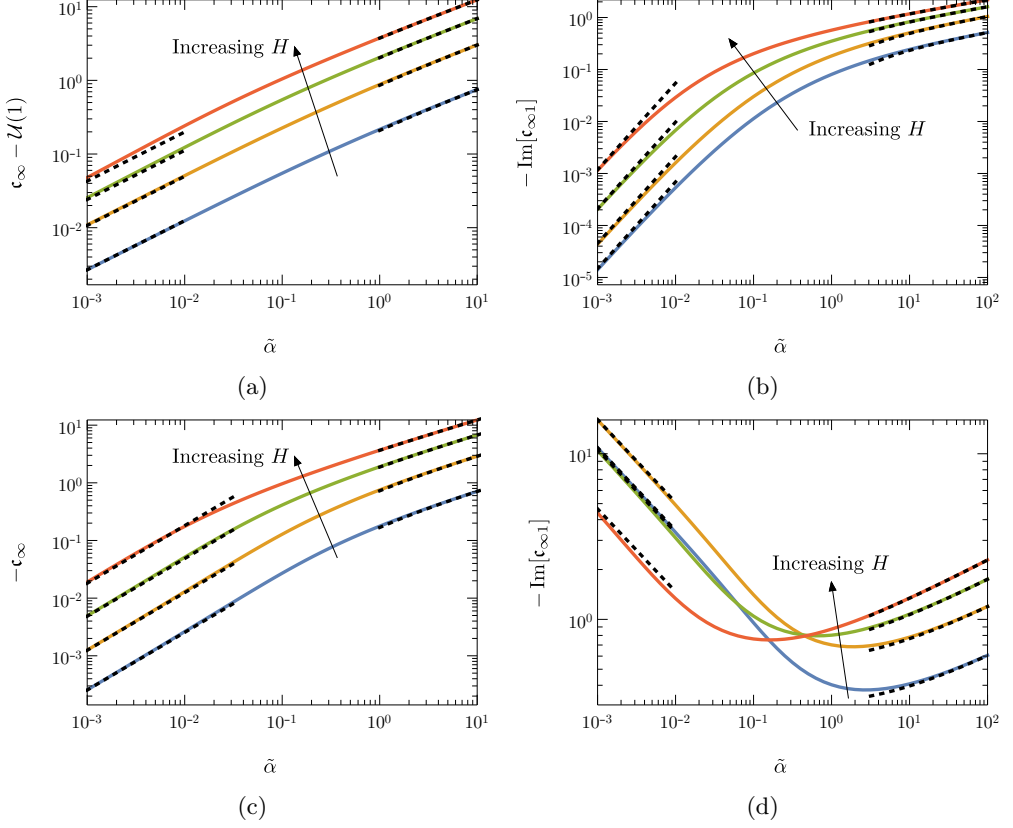 10¹
10⁰
10⁻¹
10⁻²
𝔠∞ − 𝒰(1)
Increasing H
10⁻³ 10⁻² 10⁻¹ 10⁰ 10¹
α̃
(a)
10⁰
10⁻¹
10⁻²
10⁻³
10⁻⁴
10⁻⁵
− Im[𝔠∞1]
Increasing H
10⁻³ 10⁻² 10⁻¹ 10⁰ 10¹ 10²
α̃
(b)
10¹
10⁰
10⁻¹
10⁻²
10⁻³
−𝔠∞
Increasing H
10⁻³ 10⁻² 10⁻¹ 10⁰ 10¹
α̃
(c)
10¹
10⁰
− Im[𝔠∞1]
Increasing H
10⁻³ 10⁻² 10⁻¹ 10⁰ 10¹ 10²
α̃
(d)